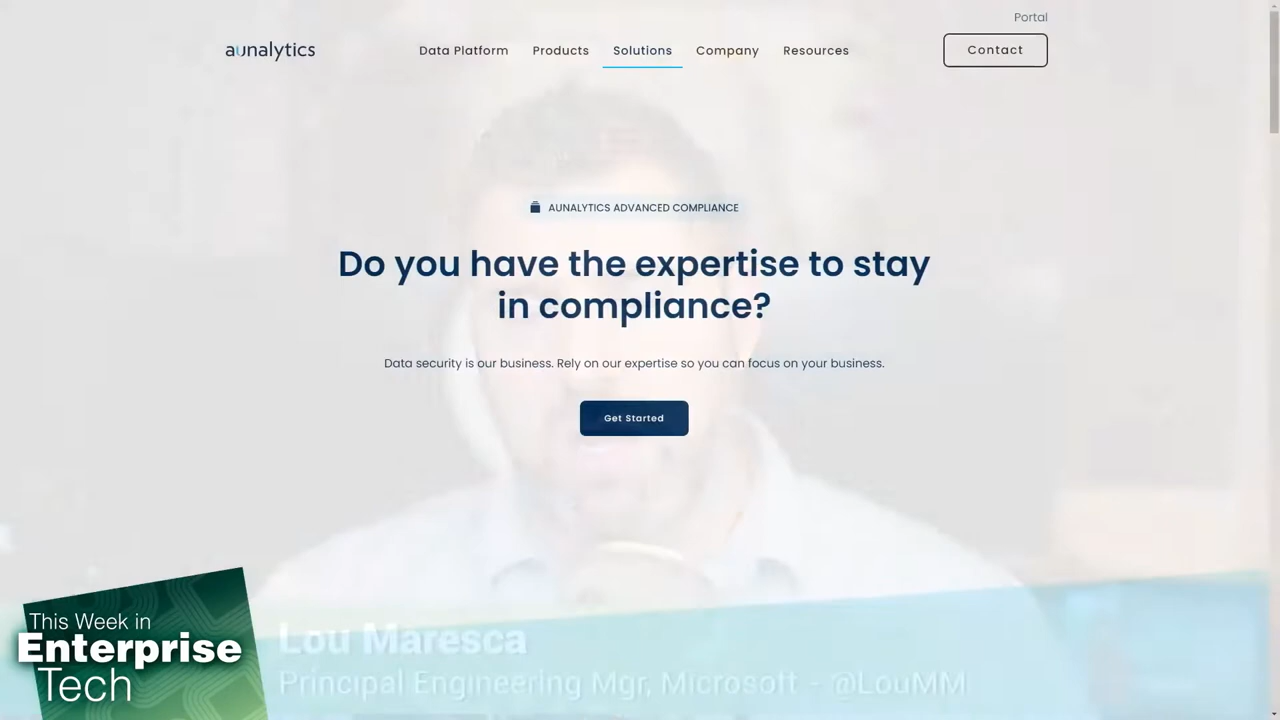 Portal
aunalytics
Data Platform Products Solutions Company Resources
Contact
AUNALYTICS ADVANCED COMPLIANCE
Do you have the expertise to stay
in compliance?
Data security is our business. Rely on our expertise so you can focus on your business.
Get Started
This Week in
Enterprise
Tech
Lou Maresca
Principal Engineering Mgr, Microsoft - @LouMM